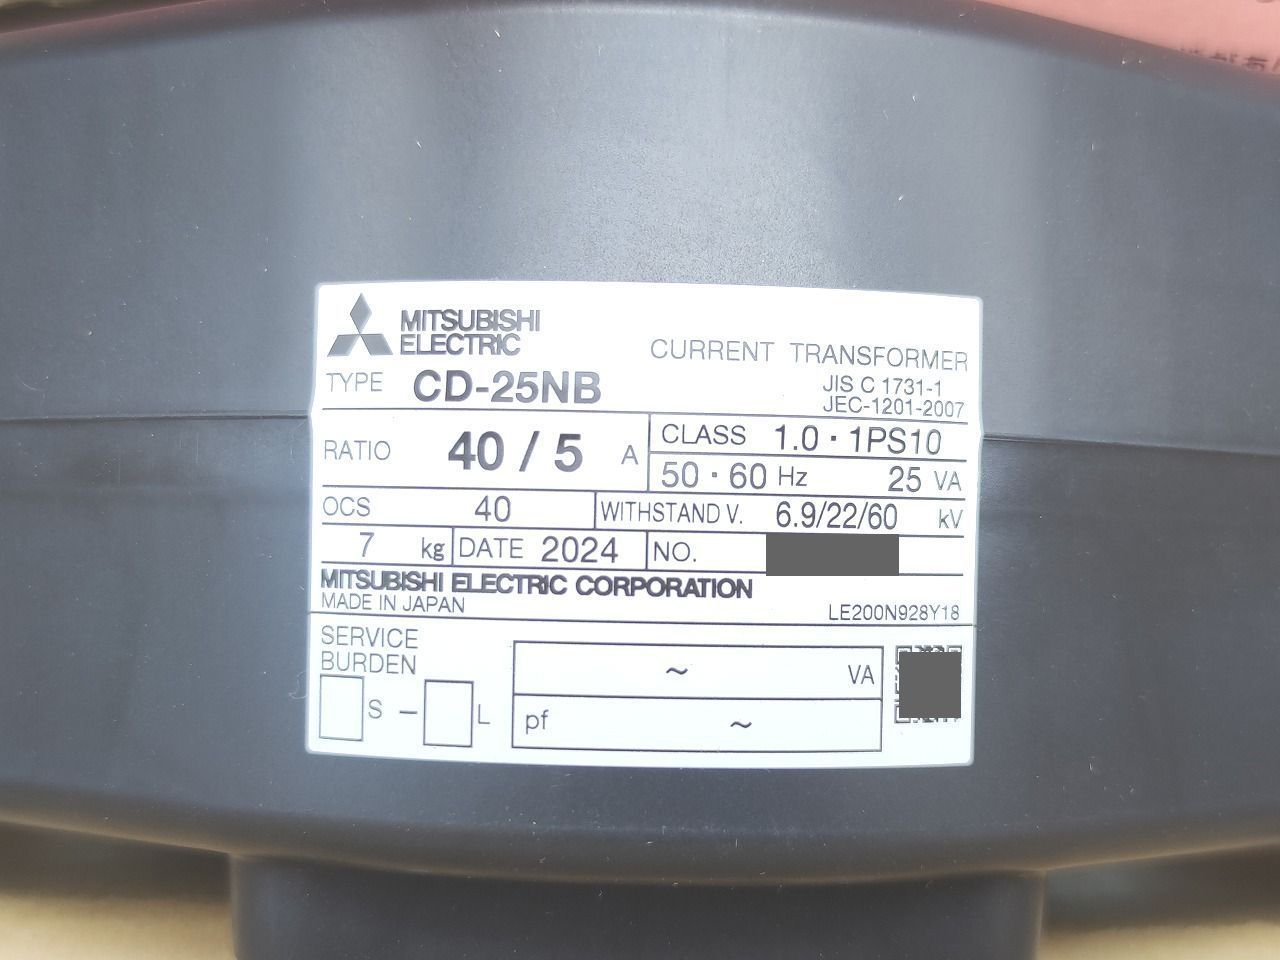 MITSUBISHI
ELECTRIC
CURRENT TRANSFORMER
TYPE CD-25NB
JIS C 1731-1
JEC-1201-2007
RATIO 40 / 5 A
CLASS 1.0・1PS10
50・60 Hz 25 VA
OCS 40
WITHSTAND V. 6.9/22/60 kV
7 kg DATE 2024 NO.
MITSUBISHI ELECTRIC CORPORATION
MADE IN JAPAN
LE200N928Y18
SERVICE
BURDEN
S – L
~ VA
pf ~